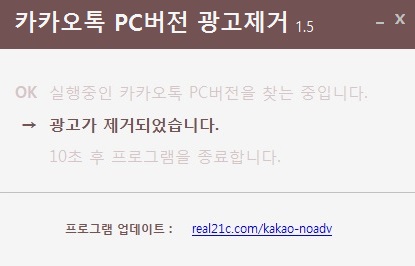 카카오톡 PC버전 광고제거 1.5
OK 실행중인 카카오톡 PC버전을 찾는 중입니다.
→ 광고가 제거되었습니다.
10초 후 프로그램을 종료합니다.
프로그램 업데이트 : real21c.com/kakao-noadv